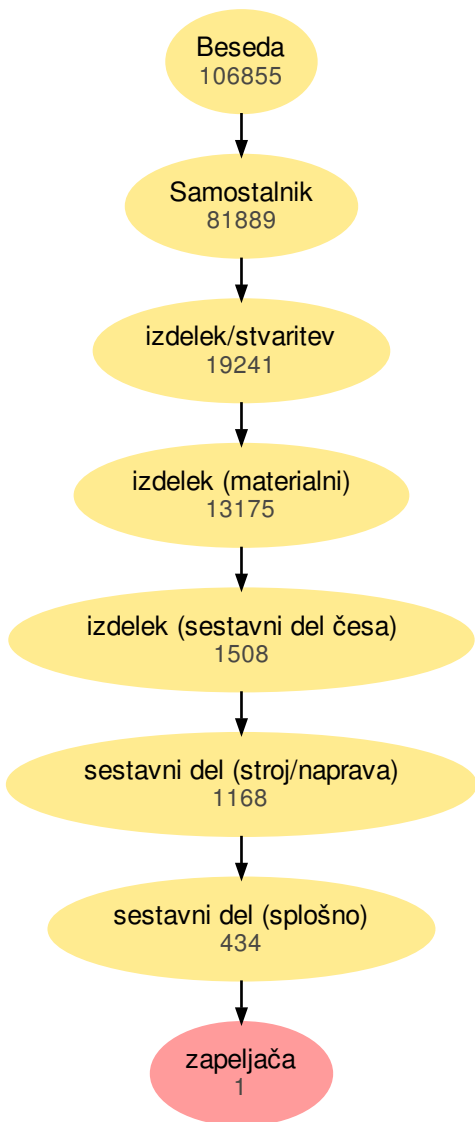 Beseda
106855
Samostalnik
81889
izdelek/stvaritev
19241
izdelek (materialni)
13175
izdelek (sestavni del česa)
1508
sestavni del (stroj/naprava)
1168
sestavni del (splošno)
434
zapeljača
1